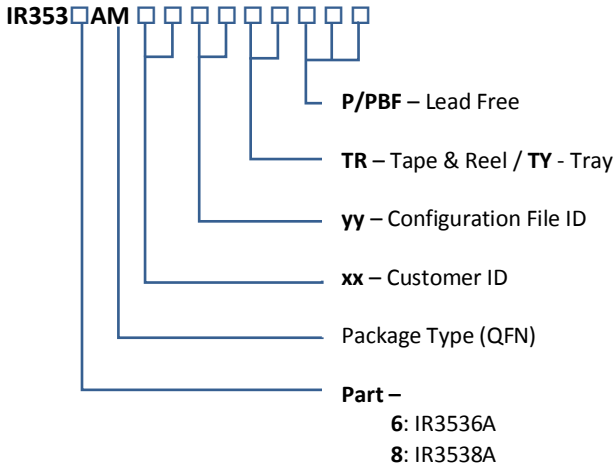 IR353□AM□□□□□□□□□
P/PBF – Lead Free
TR – Tape & Reel / TY - Tray
yy – Configuration File ID
xx – Customer ID
Package Type (QFN)
Part –
6: IR3536A
8: IR3538A